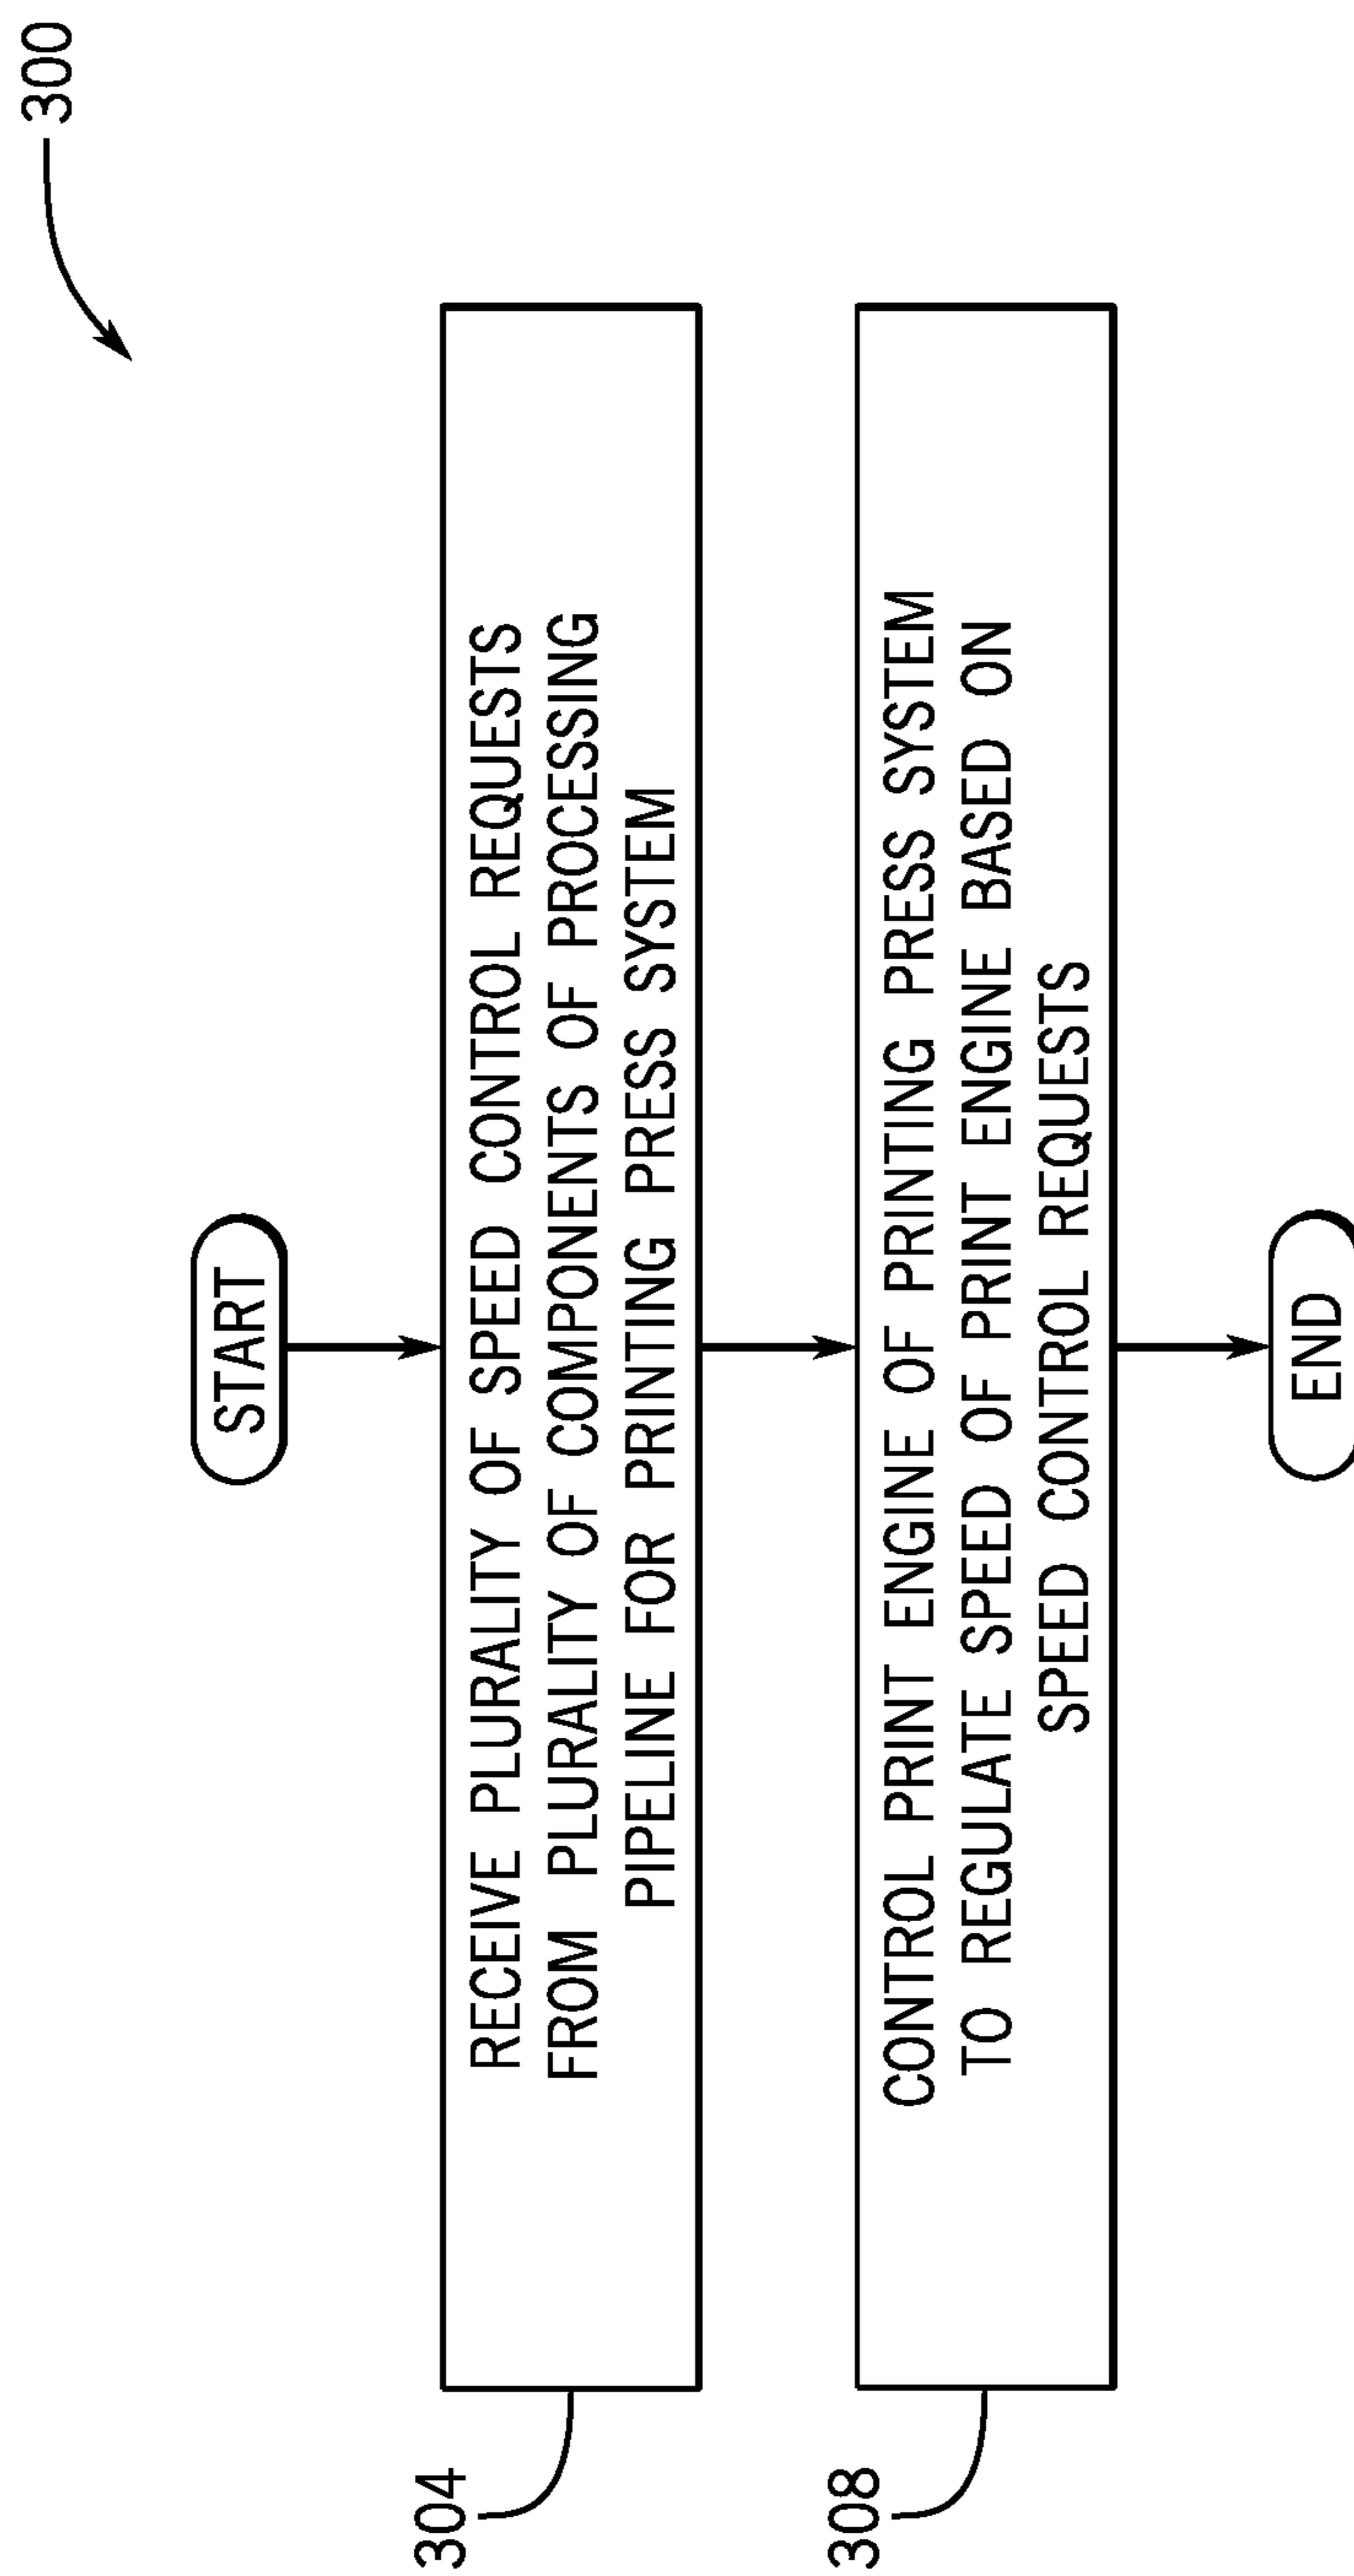 300
START
304
RECEIVE PLURALITY OF SPEED CONTROL REQUESTS
FROM PLURALITY OF COMPONENTS OF PROCESSING
PIPELINE FOR PRINTING PRESS SYSTEM
308
CONTROL PRINT ENGINE OF PRINTING PRESS SYSTEM
TO REGULATE SPEED OF PRINT ENGINE BASED ON
SPEED CONTROL REQUESTS
END